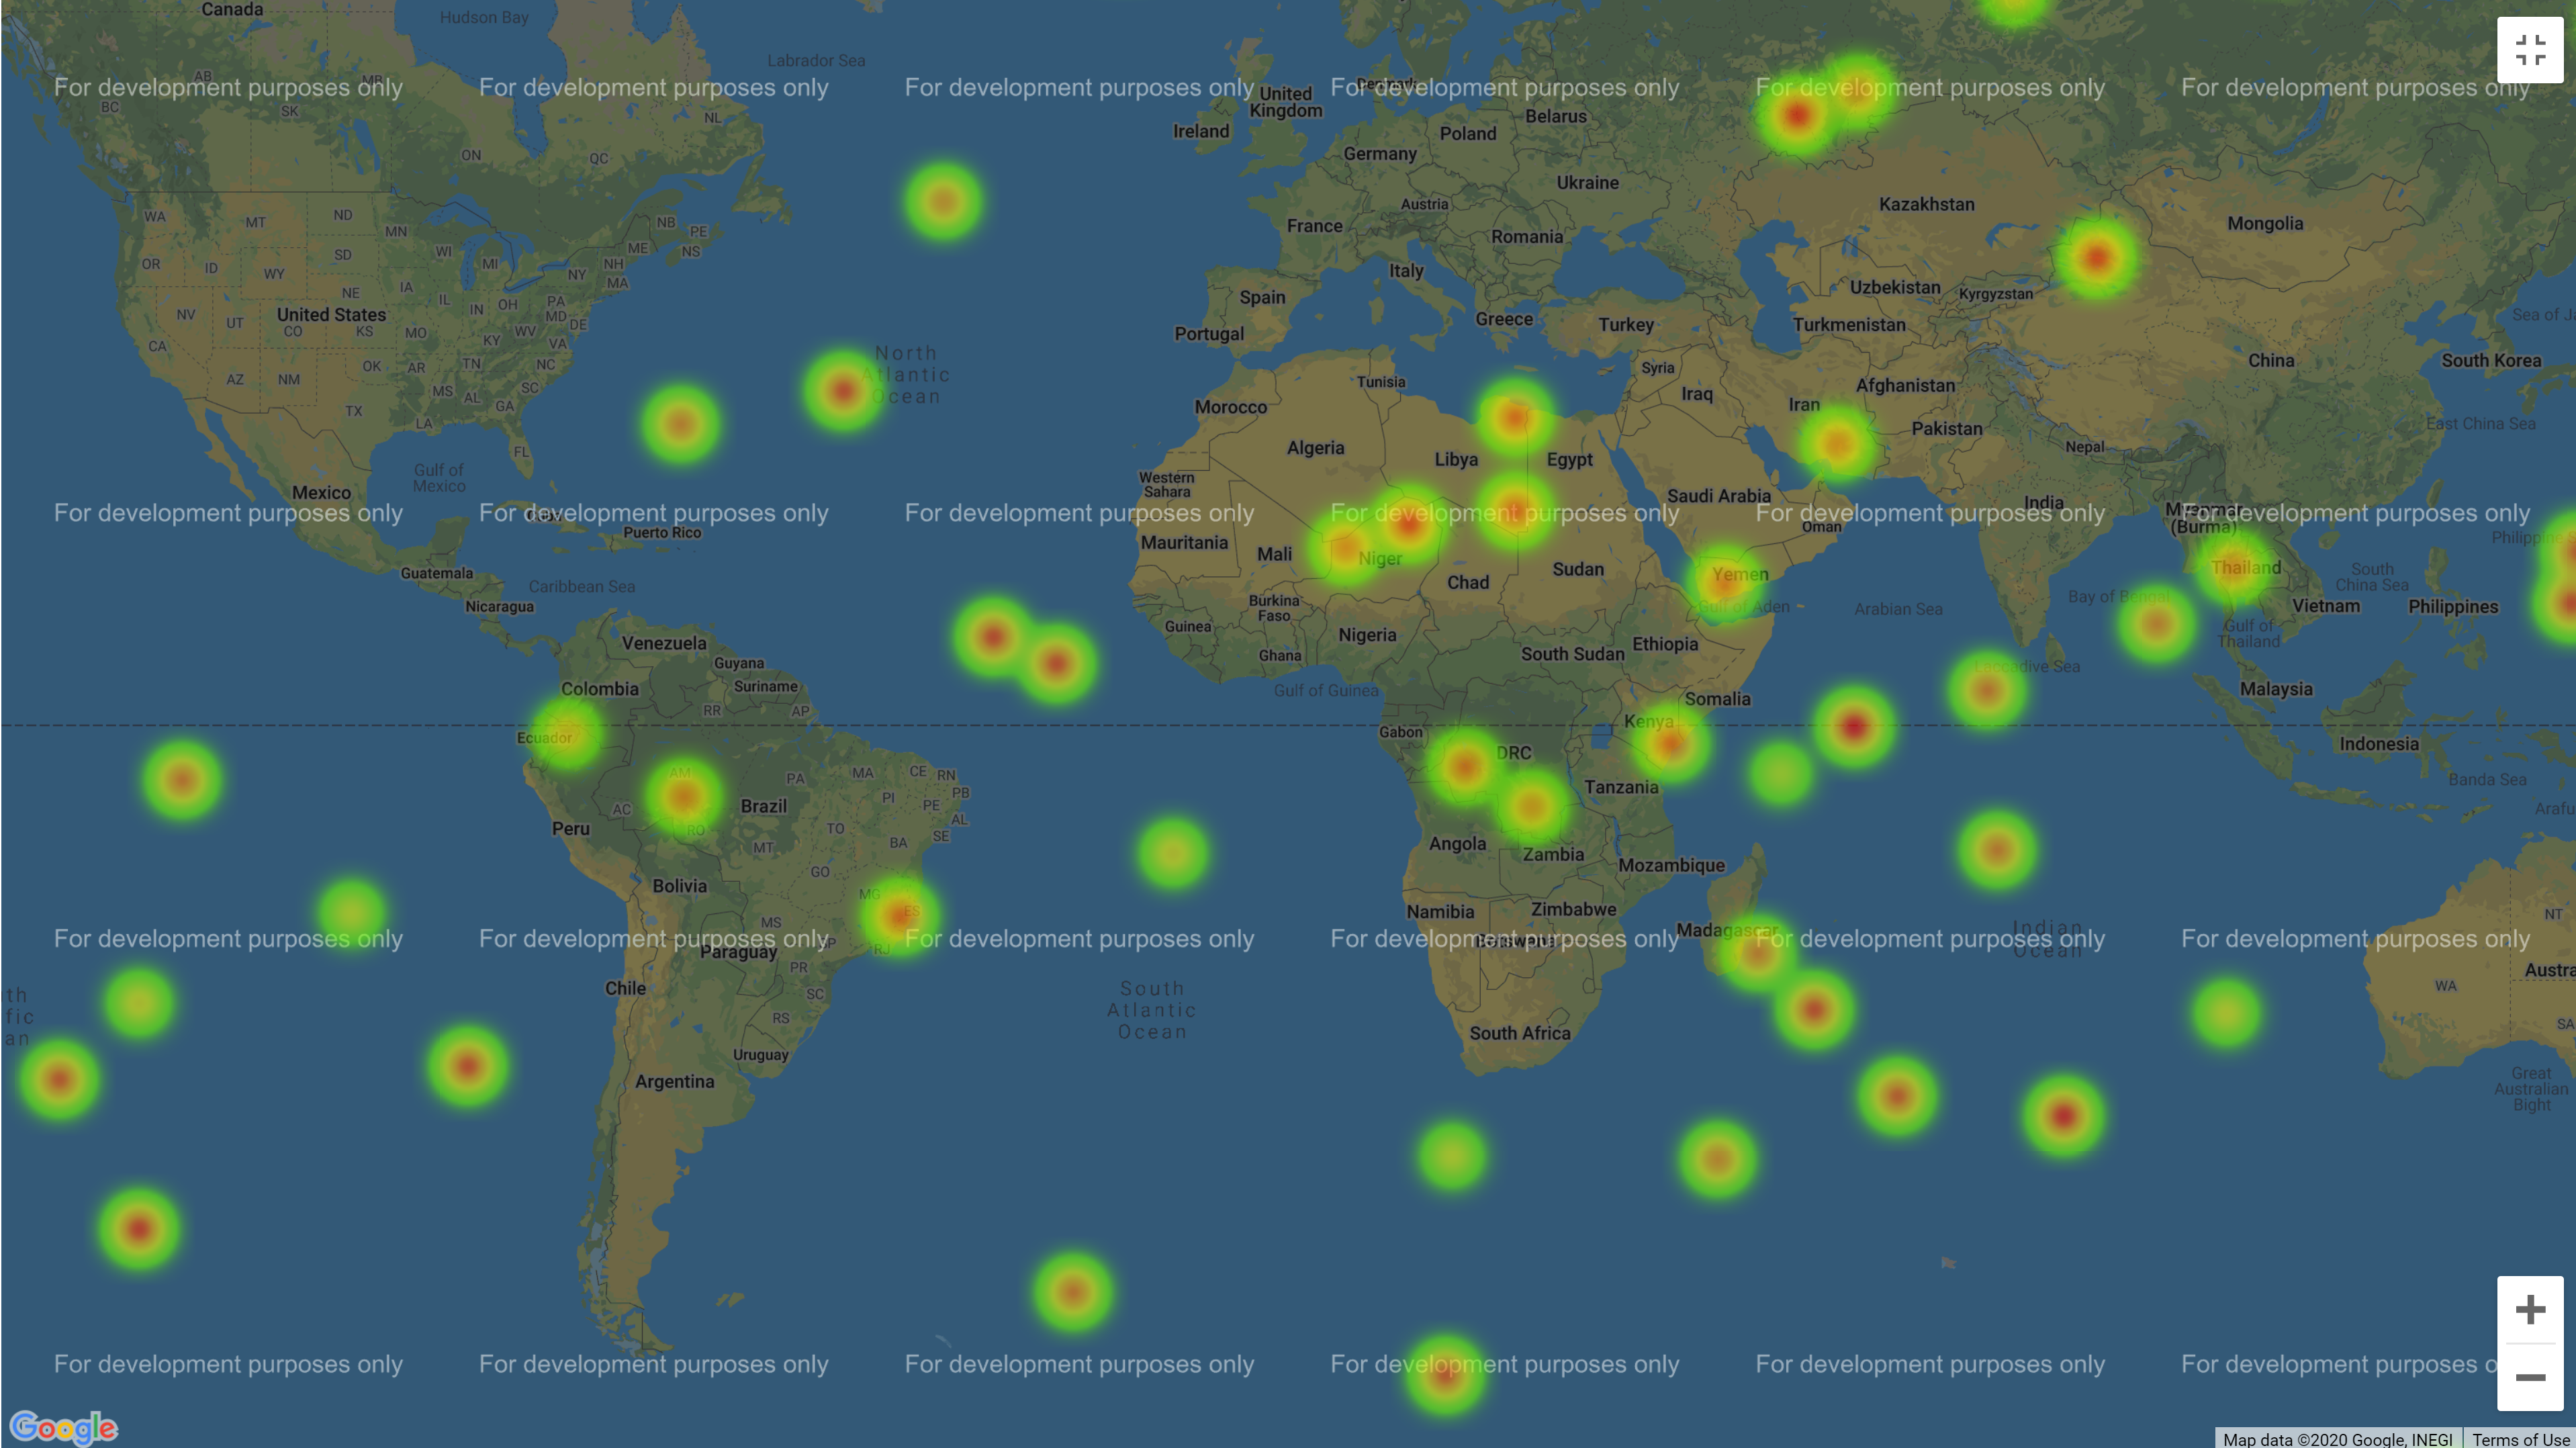 Canada
Hudson Bay
Labrador Sea
AB
MB
For development purposes only
For development purposes only
For development purposes only
For development purposes only
For development purposes only
For development purposes only
Denmark
United
Kingdom
BC
SK
NL
Belarus
Ireland
Poland
ON
QC
Germany
Ukraine
Kazakhstan
Austria
WA
MT
ND
MN
NB
PE
France
Romania
Mongolia
SD
WI
ME
NS
OR
ID
WY
MI
NH
NY
MA
Italy
NE
IA
IL
IN
OH
PA
MD
DE
Spain
Uzbekistan
Kyrgyzstan
NV
UT
United States
CO
KS
MO
KY
WV
VA
Portugal
Greece
Turkey
Turkmenistan
Sea of Ja
CA
North
Atlantic
Ocean
OK
AR
TN
NC
Tunisia
Syria
China
South Korea
AZ
NM
MS
AL
SC
GA
Morocco
Iraq
Iran
Afghanistan
TX
LA
FL
Algeria
Libya
Egypt
Pakistan
Nepal
East China Sea
Gulf of
Mexico
Mexico
Western
Sahara
Saudi Arabia
India
For development purposes only
For development purposes only
For development purposes only
For development purposes only
For development purposes only
For development purposes only
Cuba
Puerto Rico
Oman
Myanmar
(Burma)
Philippine
Mauritania
Mali
Niger
Chad
Sudan
Yemen
Thailand
South
China Sea
Guatemala
Caribbean Sea
Nicaragua
Burkina
Faso
Guinea
Gulf of Aden
Arabian Sea
Bay of Bengal
Vietnam
Philippines
Venezuela
Guyana
Suriname
Ghana
Nigeria
South Sudan
Ethiopia
Gulf of
Thailand
Laccadive Sea
Colombia
RR
AP
Gulf of Guinea
Somalia
Malaysia
Ecuador
Gabon
DRC
Kenya
Indonesia
AM
PA
MA
CE
RN
PB
Tanzania
Banda Sea
AC
Brazil
PI
PE
AL
Arafu
Peru
RO
TO
SE
MT
BA
Angola
Zambia
Mozambique
GO
Bolivia
MG
ES
Namibia
Zimbabwe
MS
Madagascar
Indian
Ocean
NT
For development purposes only
For development purposes only
For development purposes only
For development purposes only
For development purposes only
For development purposes only
SP
RJ
Botswana
Paraguay
PR
Chile
SC
South
Atlantic
Ocean
WA
Austra
th
fic
an
RS
South Africa
SA
Uruguay
Argentina
Great
Australian
Bight
For development purposes only
For development purposes only
For development purposes only
For development purposes only
For development purposes only
For development purposes o
Google
Map data ©2020 Google, INEGI
Terms of Use